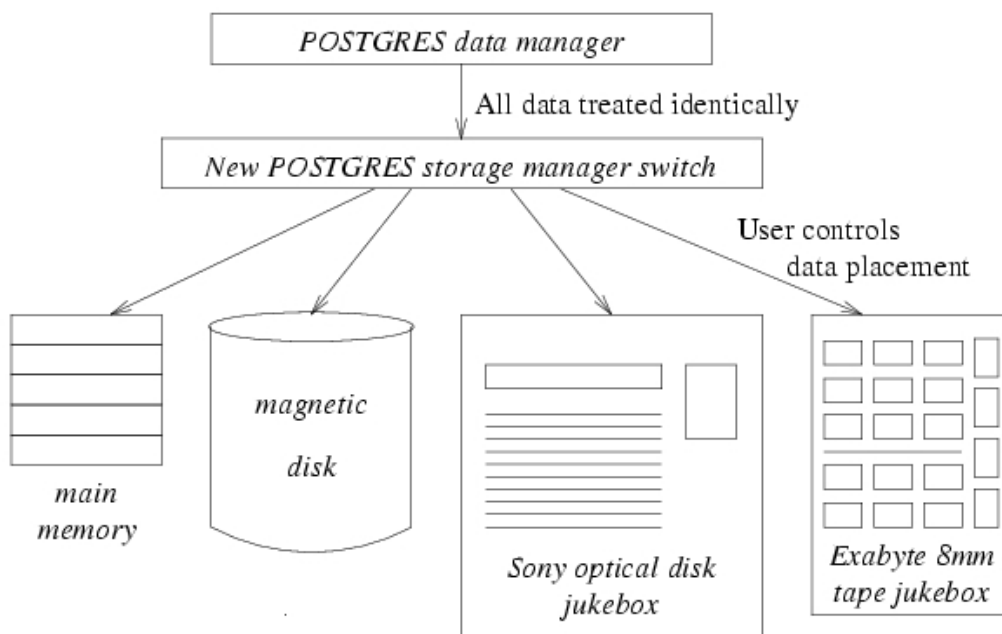 POSTGRES data manager
All data treated identically
New POSTGRES storage manager switch
User controls
data placement
main
memory
magnetic
disk
Sony optical disk
jukebox
Exabyte 8mm
tape jukebox